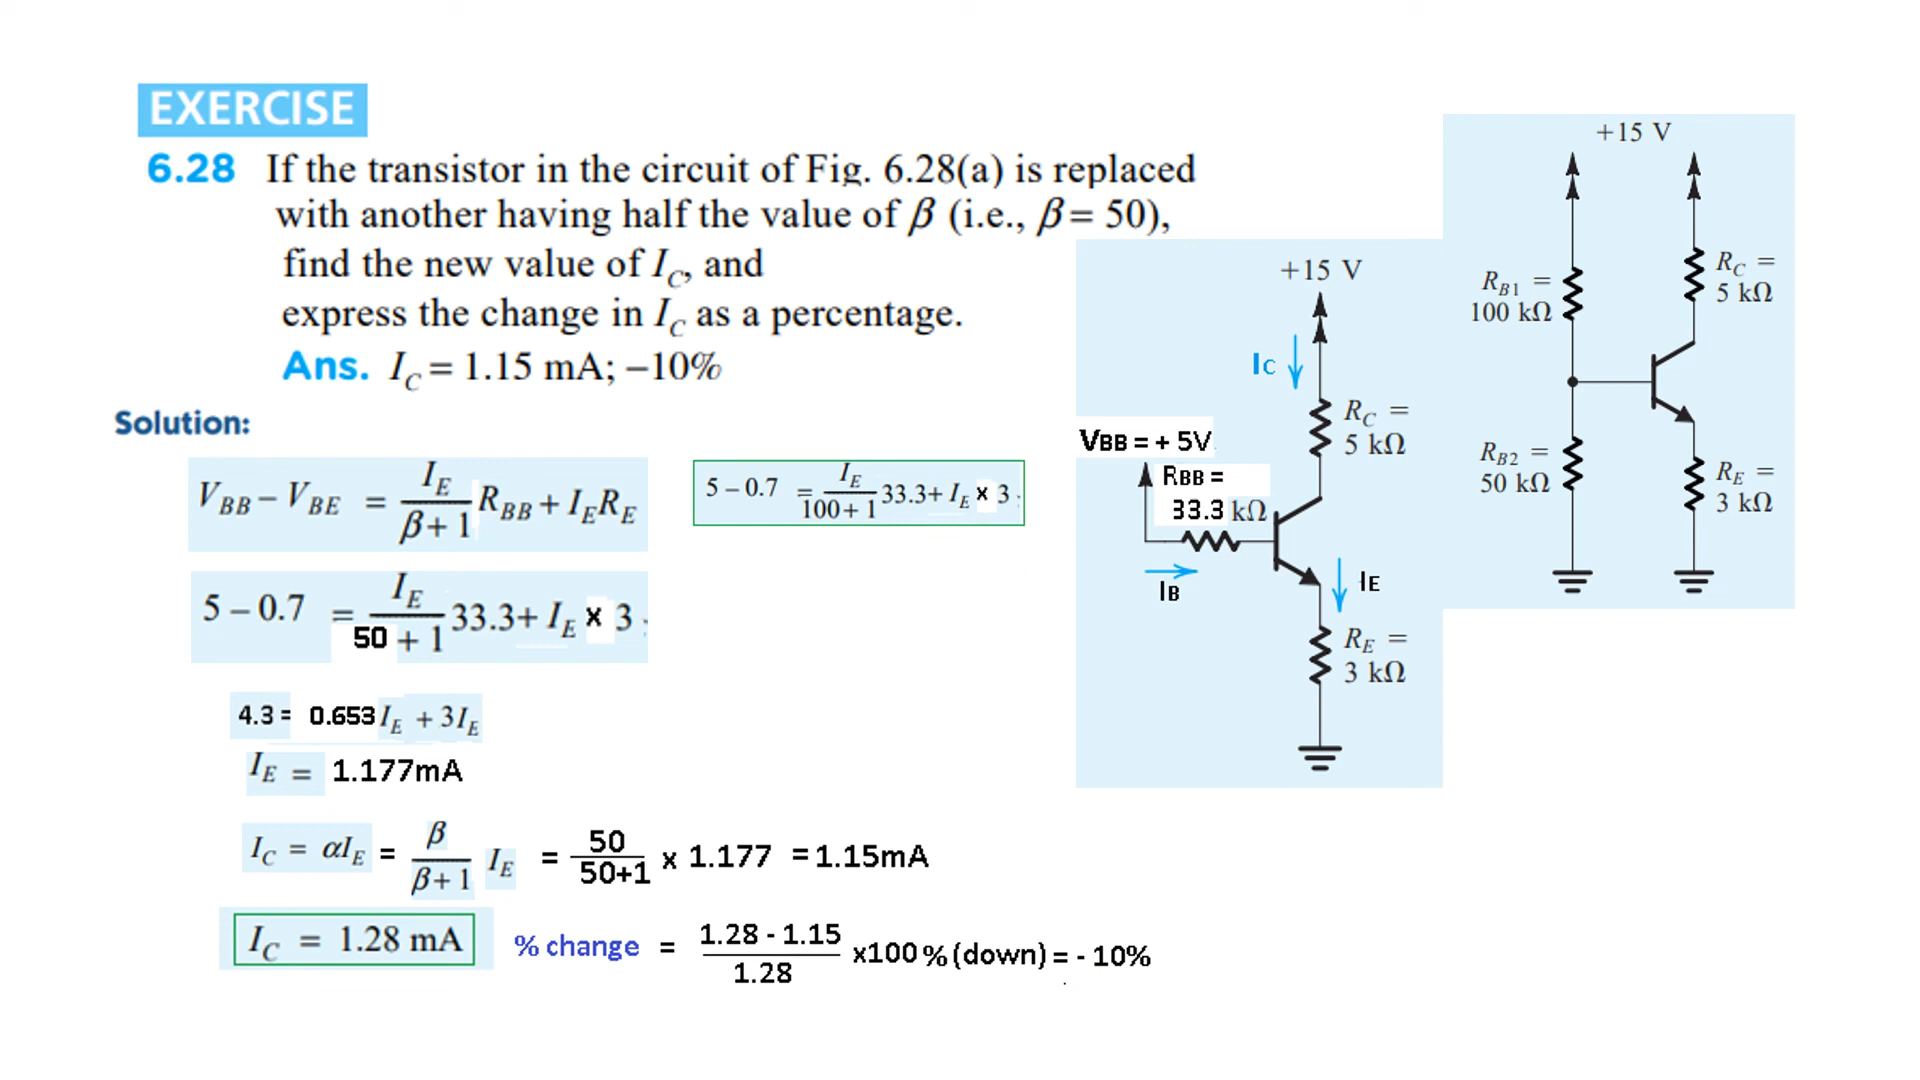 EXERCISE
6.28 If the transistor in the circuit of Fig. 6.28(a) is replaced
with another having half the value of β (i.e., β = 50),
find the new value of I_C, and
express the change in I_C as a percentage.
Ans. I_C = 1.15 mA; –10%
Solution:
V_BB – V_BE = I_E / (β + 1) R_BB + I_E R_E
5 – 0.7 = I_E / (100 + 1) 33.3 + I_E x 3
5 – 0.7 = I_E / (50 + 1) 33.3 + I_E x 3
4.3 = 0.653 I_E + 3I_E
I_E = 1.177mA
I_C = αI_E = β / (β + 1) I_E = 50 / (50+1) x 1.177 = 1.15mA
I_C = 1.28 mA
% change = (1.28 - 1.15) / 1.28 x100 % (down) = - 10%
+15 V
IC
R_C =
5 kΩ
VBB = + 5V
RBB =
33.3 kΩ
IB
IE
R_E =
3 kΩ
+15 V
R_B1 =
100 kΩ
R_C =
5 kΩ
R_B2 =
50 kΩ
R_E =
3 kΩ